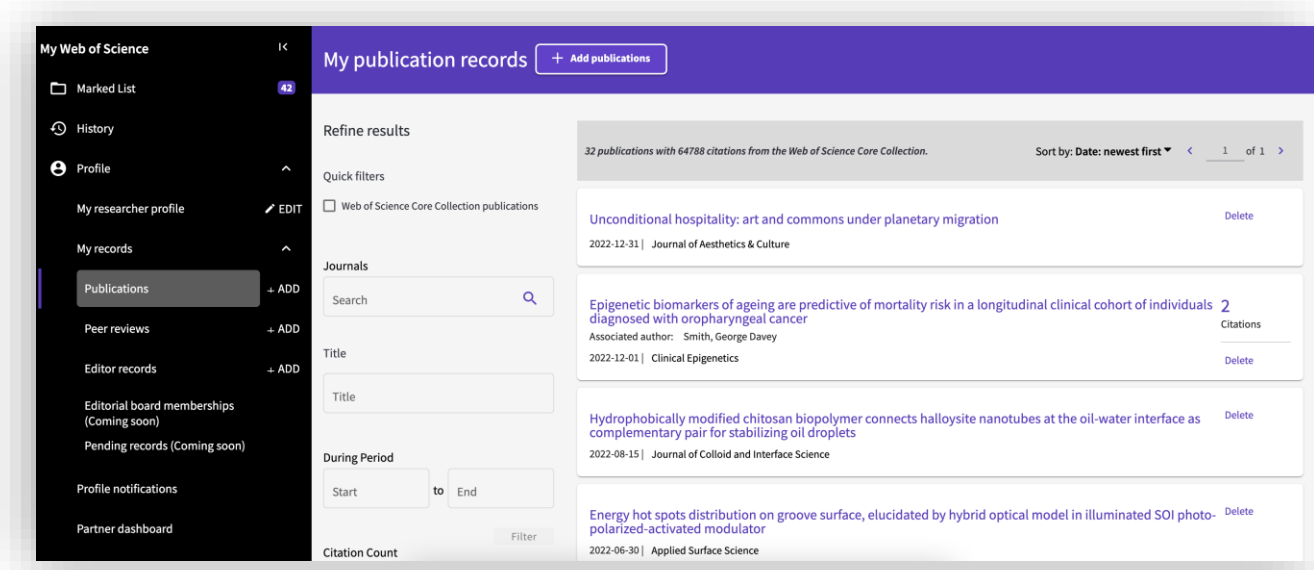 My Web of Science
Marked List 42
History
Profile
My researcher profile EDIT
My records
Publications + ADD
Peer reviews + ADD
Editor records + ADD
Editorial board memberships
(Coming soon)
Pending records (Coming soon)
Profile notifications
Partner dashboard
My publication records + Add publications
Refine results
Quick filters
Web of Science Core Collection publications
Journals
Search
Title
Title
During Period
Start to End
Filter
Citation Count
32 publications with 64788 citations from the Web of Science Core Collection. Sort by: Date: newest first < 1 of 1 >
Unconditional hospitality: art and commons under planetary migration Delete
2022-12-31 | Journal of Aesthetics & Culture
Epigenetic biomarkers of ageing are predictive of mortality risk in a longitudinal clinical cohort of individuals 2
diagnosed with oropharyngeal cancer Citations
Associated author: Smith, George Davey
2022-12-01 | Clinical Epigenetics Delete
Hydrophobically modified chitosan biopolymer connects halloysite nanotubes at the oil-water interface as Delete
complementary pair for stabilizing oil droplets
2022-08-15 | Journal of Colloid and Interface Science
Energy hot spots distribution on groove surface, elucidated by hybrid optical model in illuminated SOI photo- Delete
polarized-activated modulator
2022-06-30 | Applied Surface Science